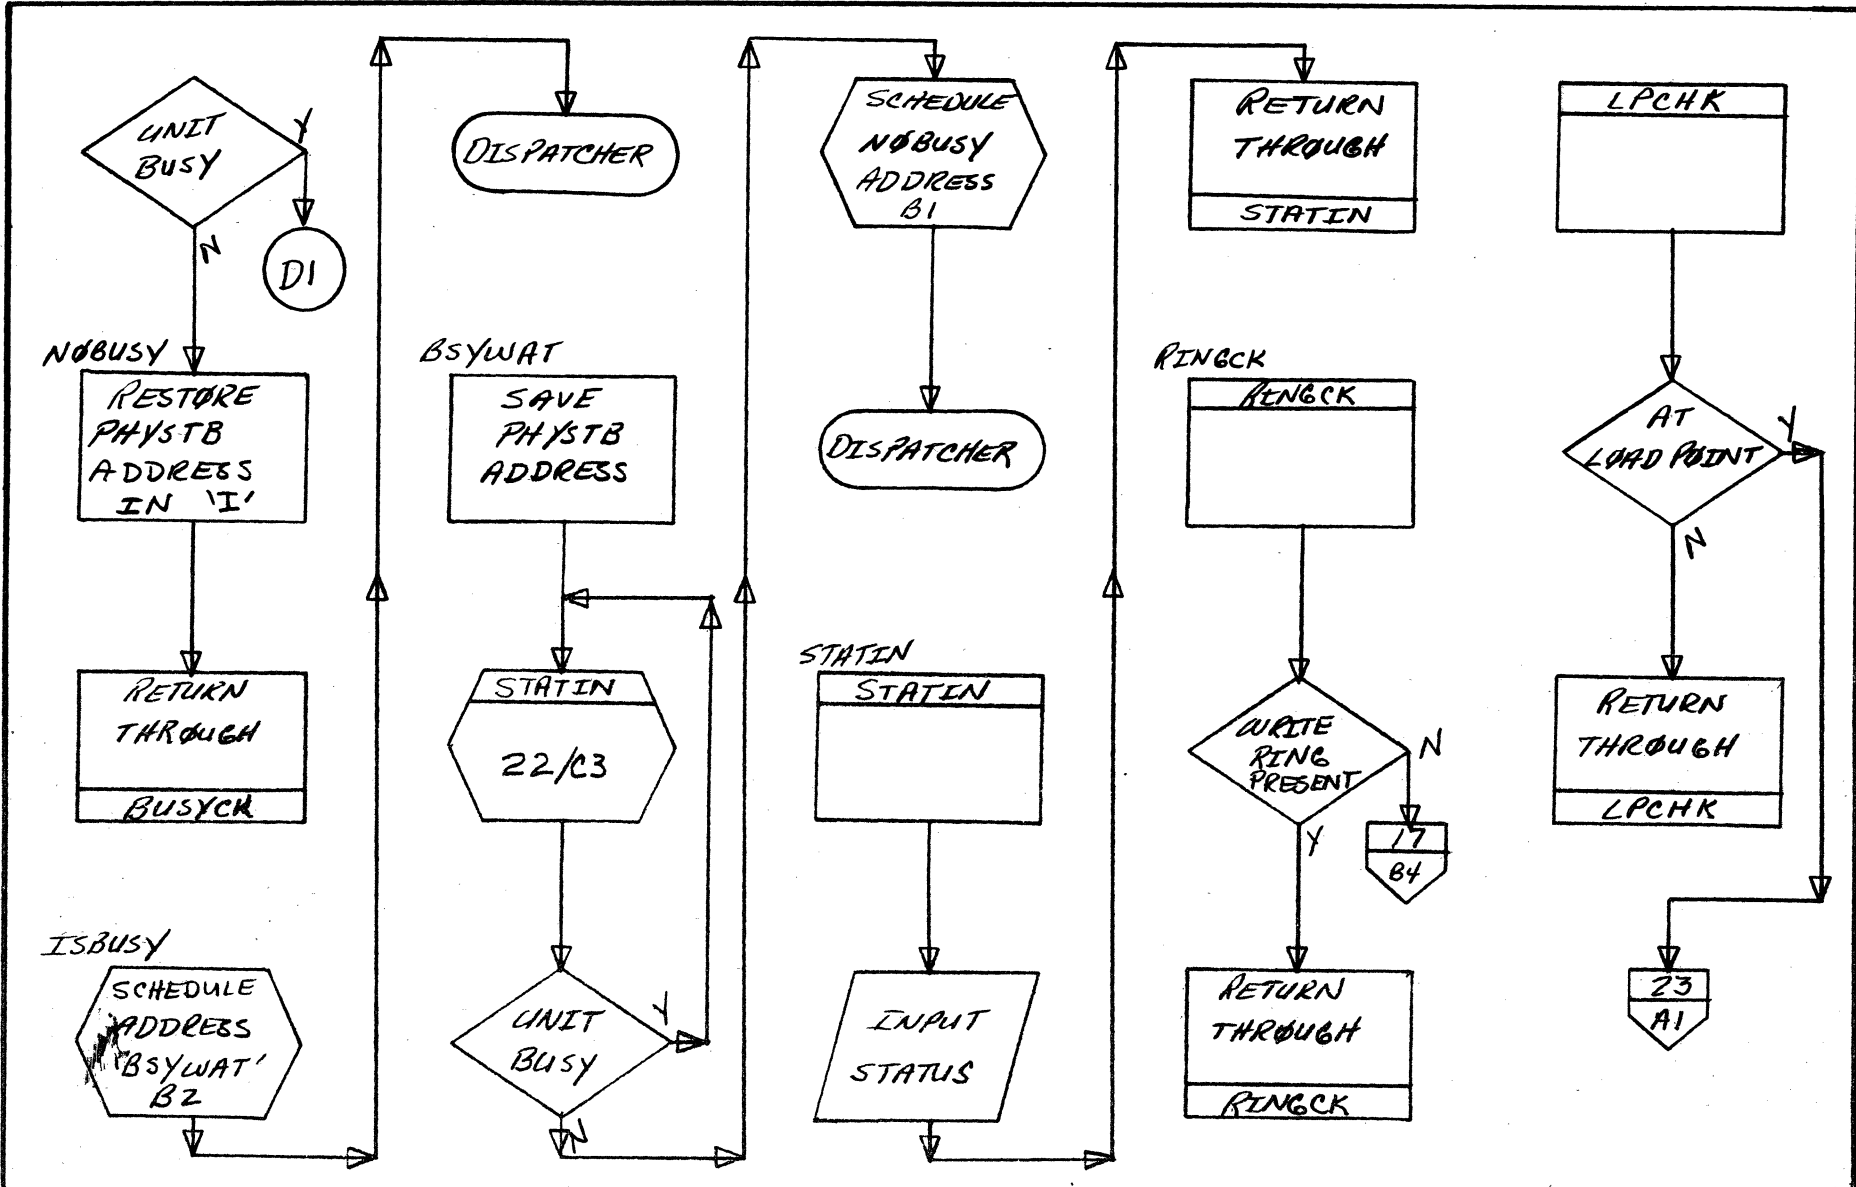 UNIT
BUSY
Y
N
D1
NØBUSY
RESTØRE
PHYSTB
ADDRESS
IN 'I'
RETURN
THRØUGH
BUSYCK
ISBUSY
SCHEDULE
ADDRESS
'BSYWAT'
B2
DISPATCHER
BSYWAT
SAVE
PHYSTB
ADDRESS
STATIN
22/C3
UNIT
BUSY
Y
N
SCHEDULE
NØBUSY
ADDRESS
B1
DISPATCHER
STATIN
STATIN
INPUT
STATUS
RETURN
THRØUGH
STATIN
RINGCK
RINGCK
WRITE
RING
PRESENT
N
Y
17
B4
RETURN
THRØUGH
RINGCK
LPCHK
AT
LØAD PØINT
Y
N
RETURN
THRØUGH
LPCHK
23
A1